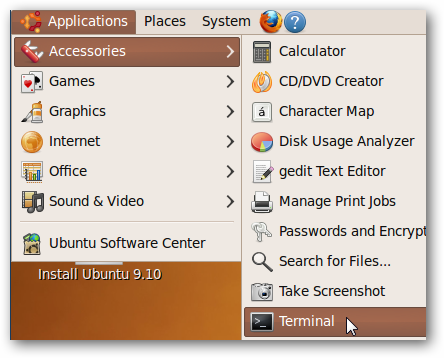 Applications Places System
Accessories
Games
Graphics
Internet
Office
Sound & Video
Ubuntu Software Center
Install Ubuntu 9.10
Calculator
CD/DVD Creator
á Character Map
Disk Usage Analyzer
gedit Text Editor
Manage Print Jobs
Passwords and Encrypt
Search for Files...
Take Screenshot
Terminal